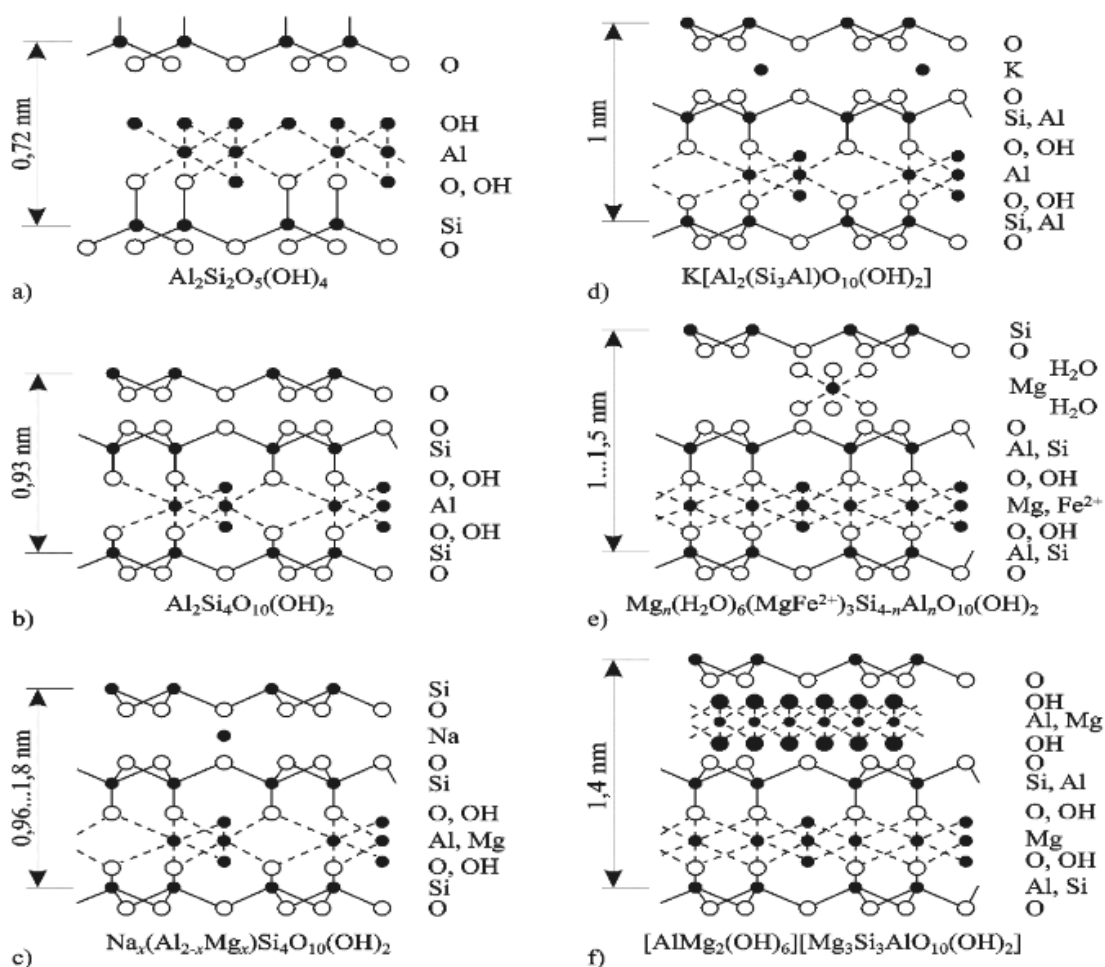 0,72 nm
O
OH
Al
O, OH
Si
O
a)
Al₂Si₂O₅(OH)₄
0,93 nm
O
O
Si
O, OH
Al
O, OH
Si
O
b)
Al₂Si₄O₁₀(OH)₂
0,96...1,8 nm
Si
O
Na
O
Si
O, OH
Al, Mg
O, OH
Si
O
c)
Naₓ(Al₂₋ₓMgₓ)Si₄O₁₀(OH)₂
1 nm
O
K
O
Si, Al
O, OH
Al
O, OH
Si, Al
O
d)
K[Al₂(Si₃Al)O₁₀(OH)₂]
1...1,5 nm
Si
O
H₂O
Mg
H₂O
O
Al, Si
O, OH
Mg, Fe²⁺
O, OH
Al, Si
O
e)
Mgₙ(H₂O)₆(MgFe²⁺)₃Si₄₋ₙAlₙO₁₀(OH)₂
1,4 nm
O
OH
Al, Mg
OH
O
Si, Al
O, OH
Mg
O, OH
Al, Si
O
f)
[AlMg₂(OH)₆][Mg₃Si₃AlO₁₀(OH)₂]